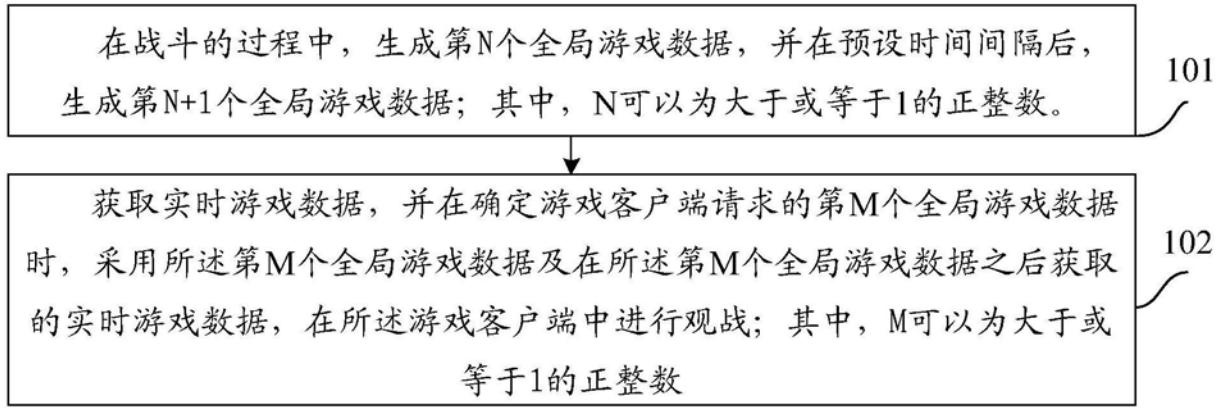 在战斗的过程中，生成第N个全局游戏数据，并在预设时间间隔后，
生成第N+1个全局游戏数据；其中，N可以为大于或等于1的正整数。
101
获取实时游戏数据，并在确定游戏客户端请求的第M个全局游戏数据
时，采用所述第M个全局游戏数据及在所述第M个全局游戏数据之后获取
的实时游戏数据，在所述游戏客户端中进行观战；其中，M可以为大于或
等于1的正整数
102